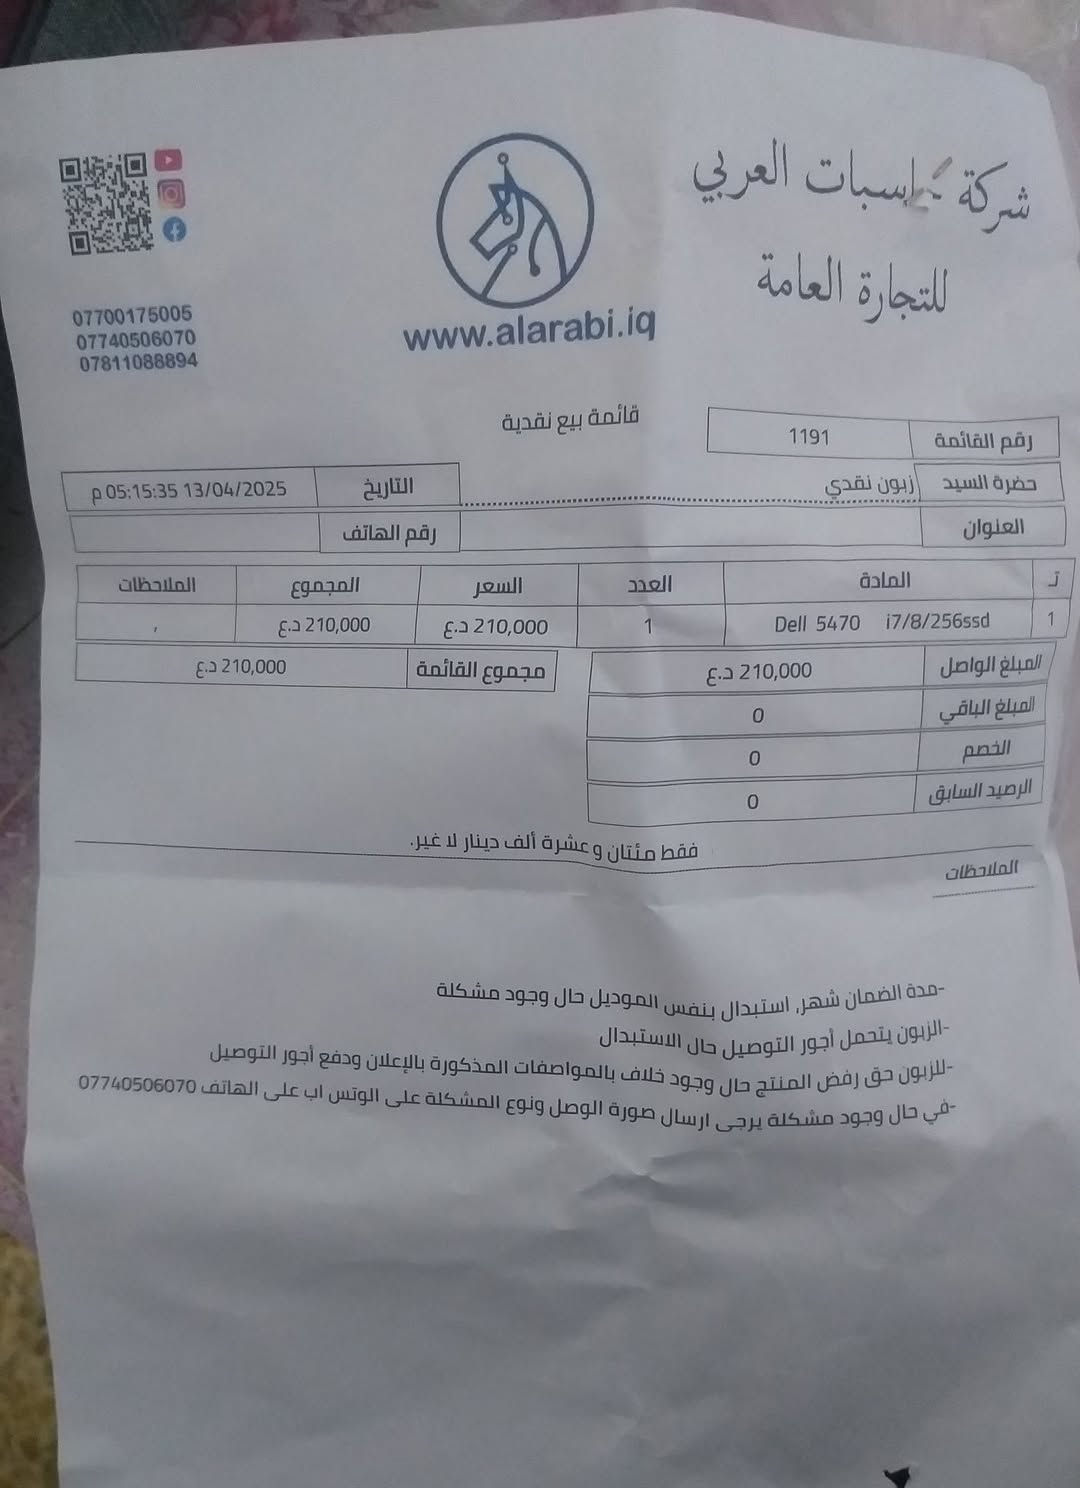 شركة حاسبات العربي
للتجارة العامة
www.alarabi.iq
07700175005
07740506070
07811088894
قائمة بيع نقدية
رقم القائمة 1191
حضرة السيد زبون نقدي
التاريخ 13/04/2025 05:15:35 م
العنوان
رقم الهاتف
ت المادة العدد السعر المجموع الملاحظات
1 Dell 5470 i7/8/256ssd 1 210,000 د.ع 210,000 د.ع ,
المبلغ الواصل 210,000 د.ع
مجموع القائمة 210,000 د.ع
المبلغ الباقي 0
الخصم 0
الرصيد السابق 0
فقط مئتان و عشرة ألف دينار لا غير.
الملاحظات
-مدة الضمان شهر, استبدال بنفس الموديل حال وجود مشكلة
-الزبون يتحمل أجور التوصيل حال الاستبدال
-للزبون حق رفض المنتج حال وجود خلاف بالمواصفات المذكورة بالإعلان ودفع أجور التوصيل
-في حال وجود مشكلة يرجى ارسال صورة الوصل ونوع المشكلة على الوتس اب على الهاتف 07740506070